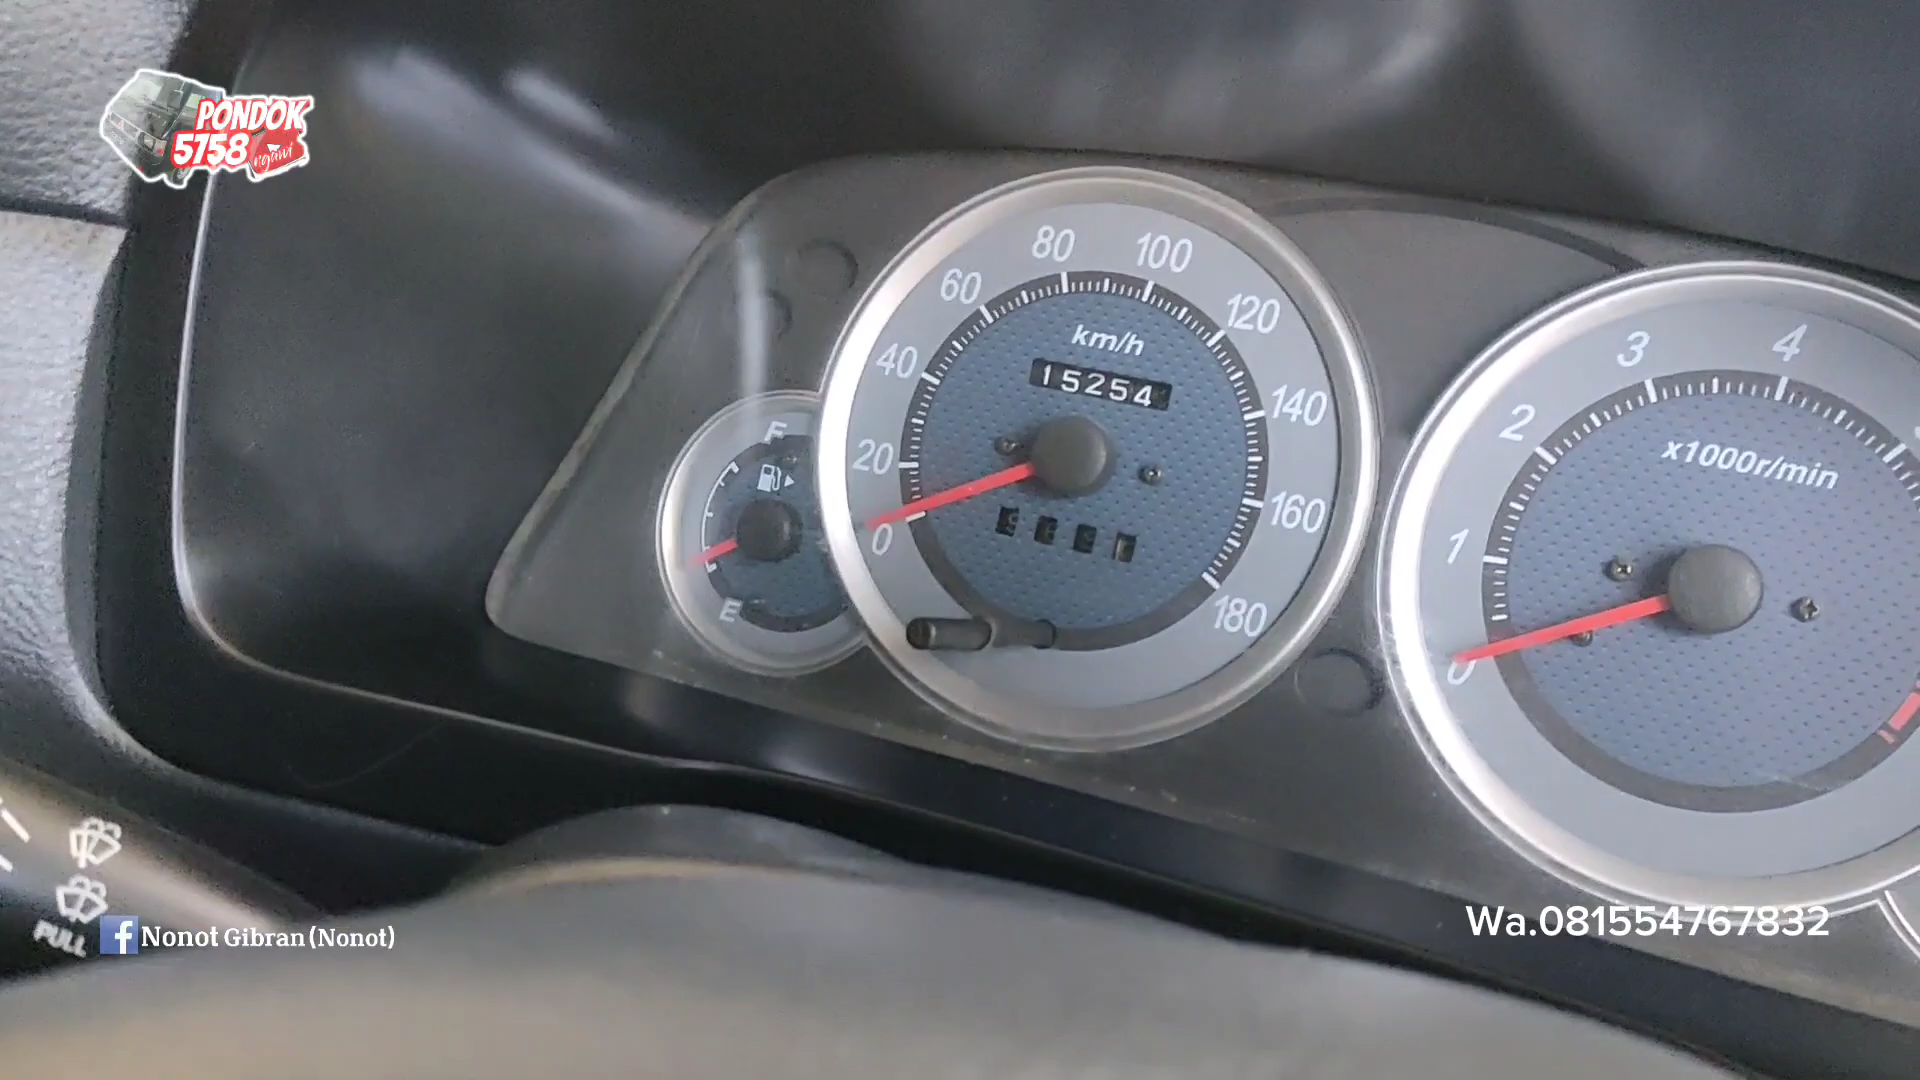 PONDOK
5758
ngawi
80
100
60
120
km/h
40
15254
140
F
20
160
0
E
180
3
4
2
x1000r/min
1
0
PULL
Nonot Gibran (Nonot)
Wa.081554767832